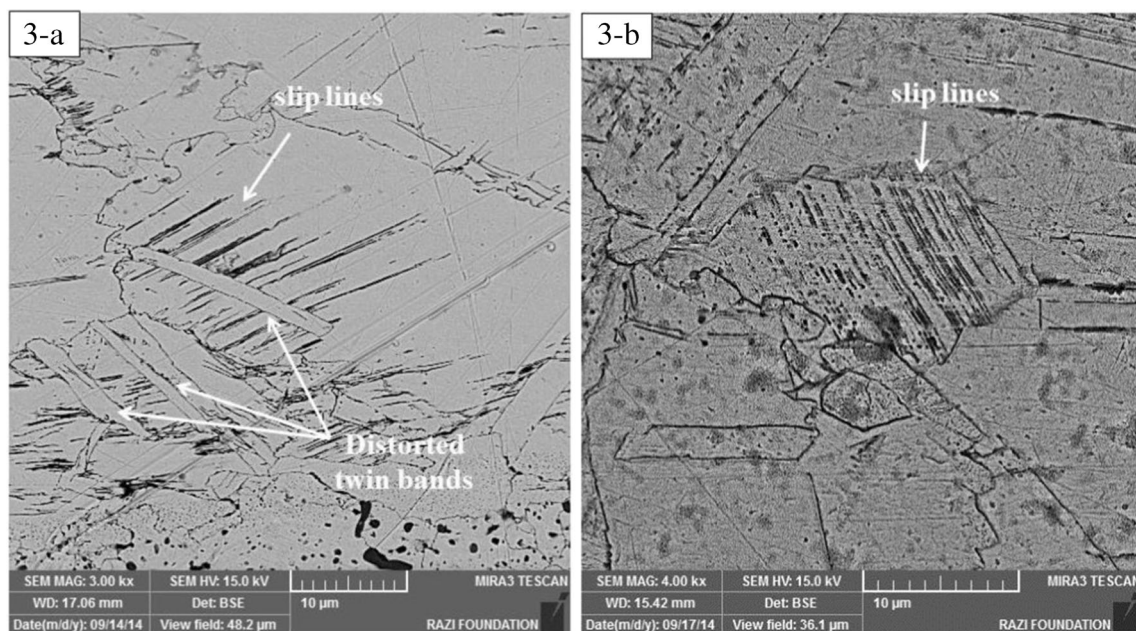 3-a
slip lines
Distorted
twin bands
SEM MAG: 3.00 kx
SEM HV: 15.0 kV
MIRA3 TESCAN
WD: 17.06 mm
Det: BSE
10 µm
Date(m/d/y): 09/14/14
View field: 48.2 µm
RAZI FOUNDATION
3-b
slip lines
SEM MAG: 4.00 kx
SEM HV: 15.0 kV
MIRA3 TESCAN
WD: 15.42 mm
Det: BSE
10 µm
Date(m/d/y): 09/17/14
View field: 36.1 µm
RAZI FOUNDATION